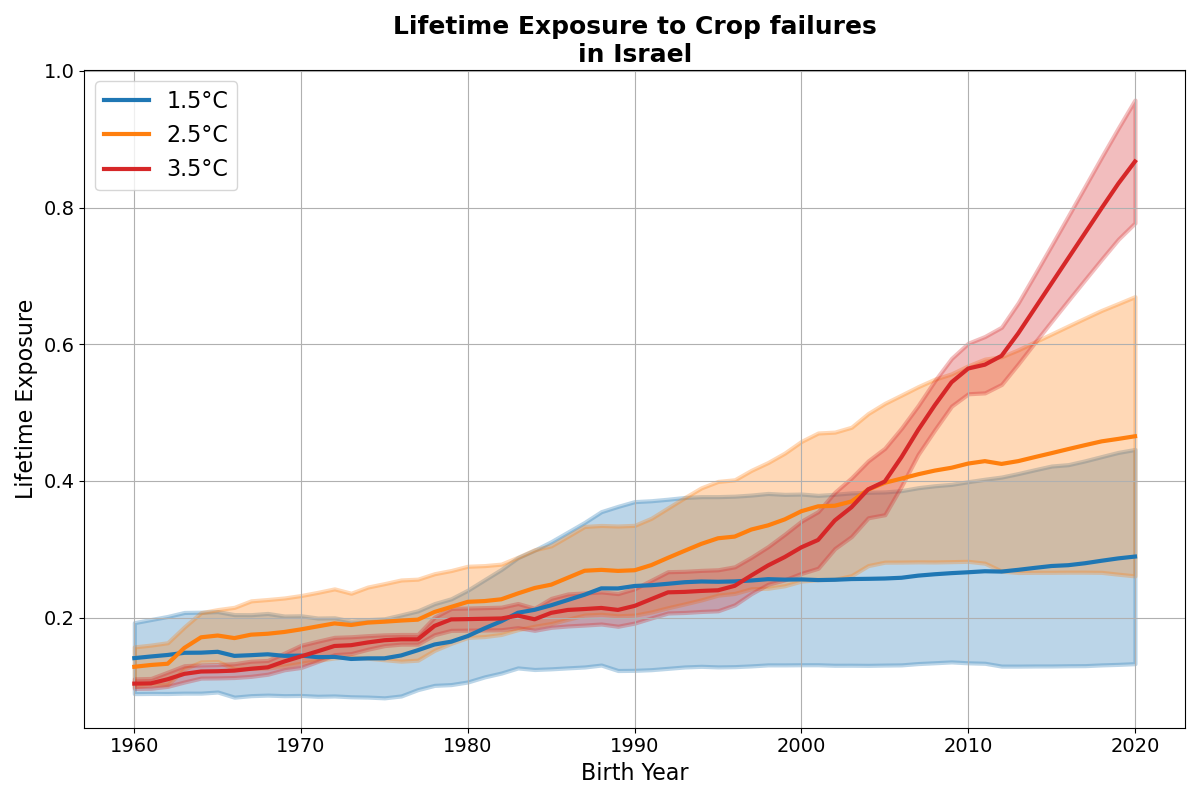 Lifetime Exposure to Crop failures
in Israel
1.5°C
2.5°C
3.5°C
Lifetime Exposure
1.0
0.8
0.6
0.4
0.2
1960
1970
1980
1990
2000
2010
2020
Birth Year